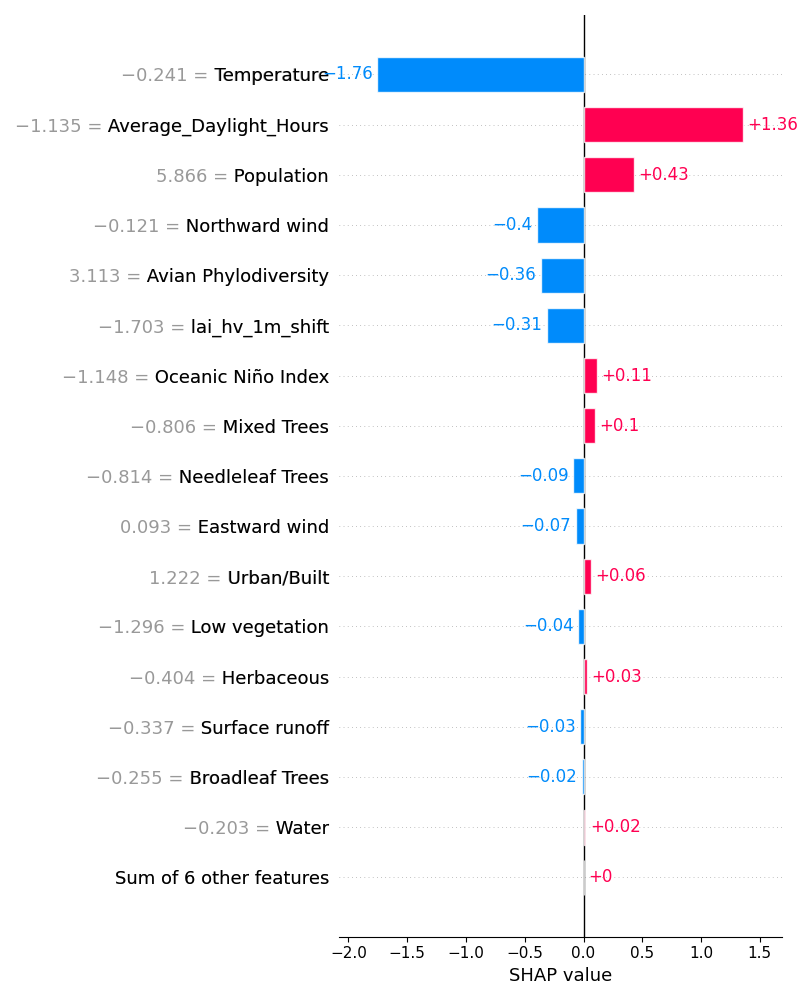 −0.241 = Temperature −1.76
−1.135 = Average_Daylight_Hours +1.36
5.866 = Population +0.43
−0.121 = Northward wind −0.4
3.113 = Avian Phylodiversity −0.36
−1.703 = lai_hv_1m_shift −0.31
−1.148 = Oceanic Niño Index +0.11
−0.806 = Mixed Trees +0.1
−0.814 = Needleleaf Trees −0.09
0.093 = Eastward wind −0.07
1.222 = Urban/Built +0.06
−1.296 = Low vegetation −0.04
−0.404 = Herbaceous +0.03
−0.337 = Surface runoff −0.03
−0.255 = Broadleaf Trees −0.02
−0.203 = Water +0.02
Sum of 6 other features +0
−2.0 −1.5 −1.0 −0.5 0.0 0.5 1.0 1.5
SHAP value